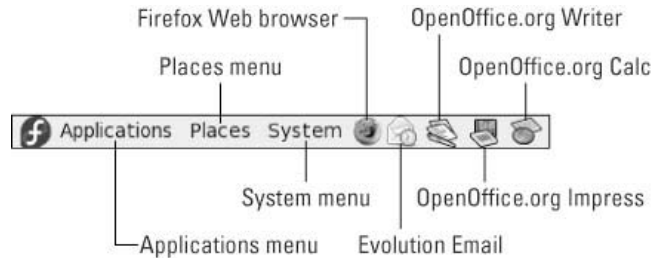 Firefox Web browser
OpenOffice.org Writer
Places menu
OpenOffice.org Calc
Applications Places System
System menu
OpenOffice.org Impress
Applications menu
Evolution Email